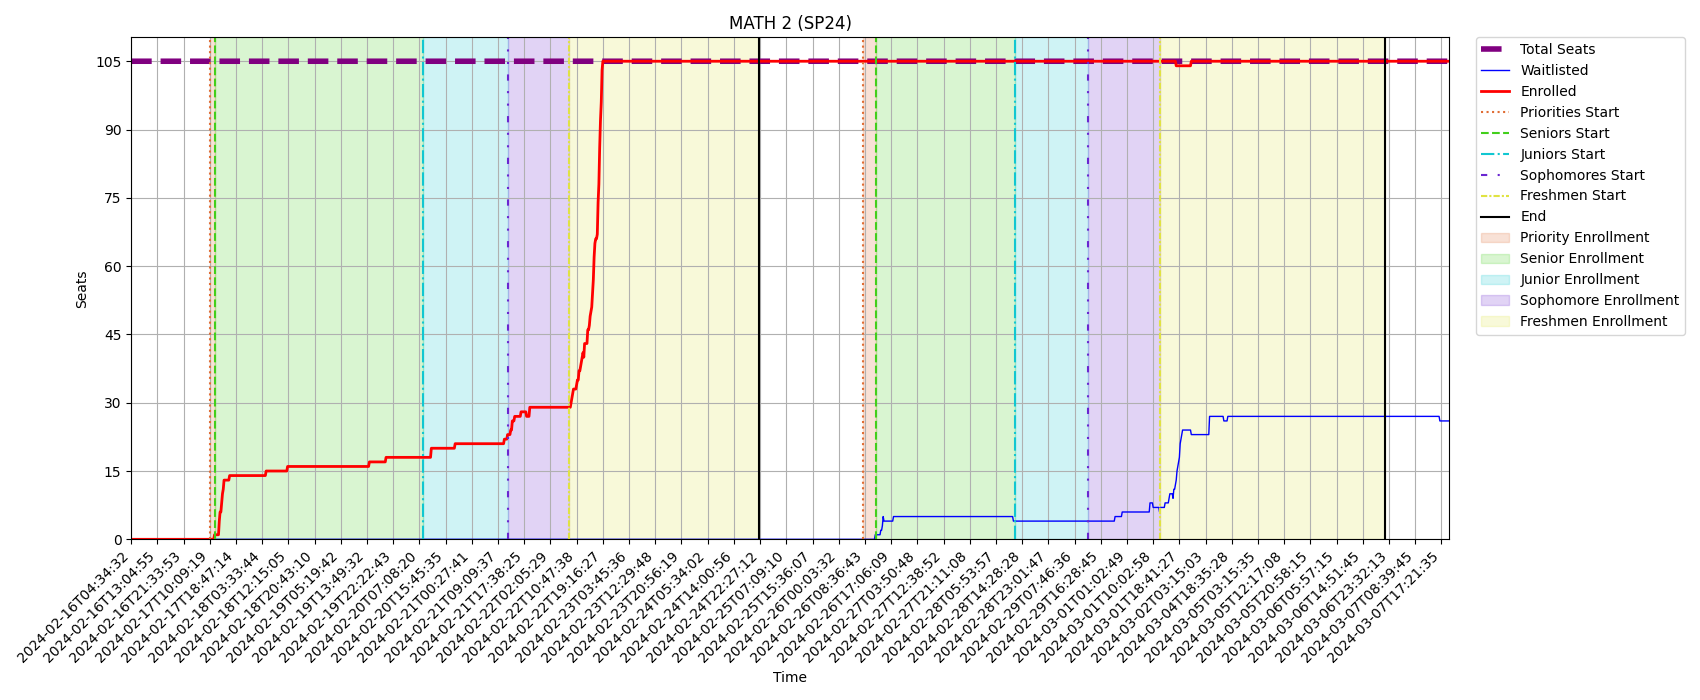 MATH 2 (SP24)
Seats
105
90
75
60
45
30
15
0
2024-02-16T04:34:32
2024-02-16T13:04:55
2024-02-16T21:33:53
2024-02-17T10:09:19
2024-02-17T18:47:14
2024-02-18T03:33:44
2024-02-18T12:15:05
2024-02-18T20:43:10
2024-02-19T05:19:42
2024-02-19T13:49:32
2024-02-19T22:22:43
2024-02-20T07:08:20
2024-02-20T15:45:35
2024-02-21T00:27:41
2024-02-21T09:09:37
2024-02-21T17:38:25
2024-02-22T02:05:29
2024-02-22T10:47:38
2024-02-22T19:16:27
2024-02-23T03:45:36
2024-02-23T12:29:48
2024-02-23T20:56:19
2024-02-24T05:34:02
2024-02-24T14:00:56
2024-02-24T22:27:12
2024-02-25T07:09:10
2024-02-25T15:36:07
2024-02-26T00:03:32
2024-02-26T08:36:43
2024-02-26T17:06:09
2024-02-27T03:50:48
2024-02-27T12:38:52
2024-02-27T21:11:08
2024-02-28T05:53:57
2024-02-28T14:28:28
2024-02-28T23:01:47
2024-02-29T07:46:36
2024-02-29T16:28:45
2024-03-01T01:02:49
2024-03-01T10:02:58
2024-03-01T18:41:27
2024-03-02T03:15:03
2024-03-04T18:35:28
2024-03-05T03:15:35
2024-03-05T12:17:08
2024-03-05T20:58:15
2024-03-06T05:57:15
2024-03-06T14:51:45
2024-03-06T23:32:13
2024-03-07T08:39:45
2024-03-07T17:21:35
Time
Total Seats
Waitlisted
Enrolled
Priorities Start
Seniors Start
Juniors Start
Sophomores Start
Freshmen Start
End
Priority Enrollment
Senior Enrollment
Junior Enrollment
Sophomore Enrollment
Freshmen Enrollment